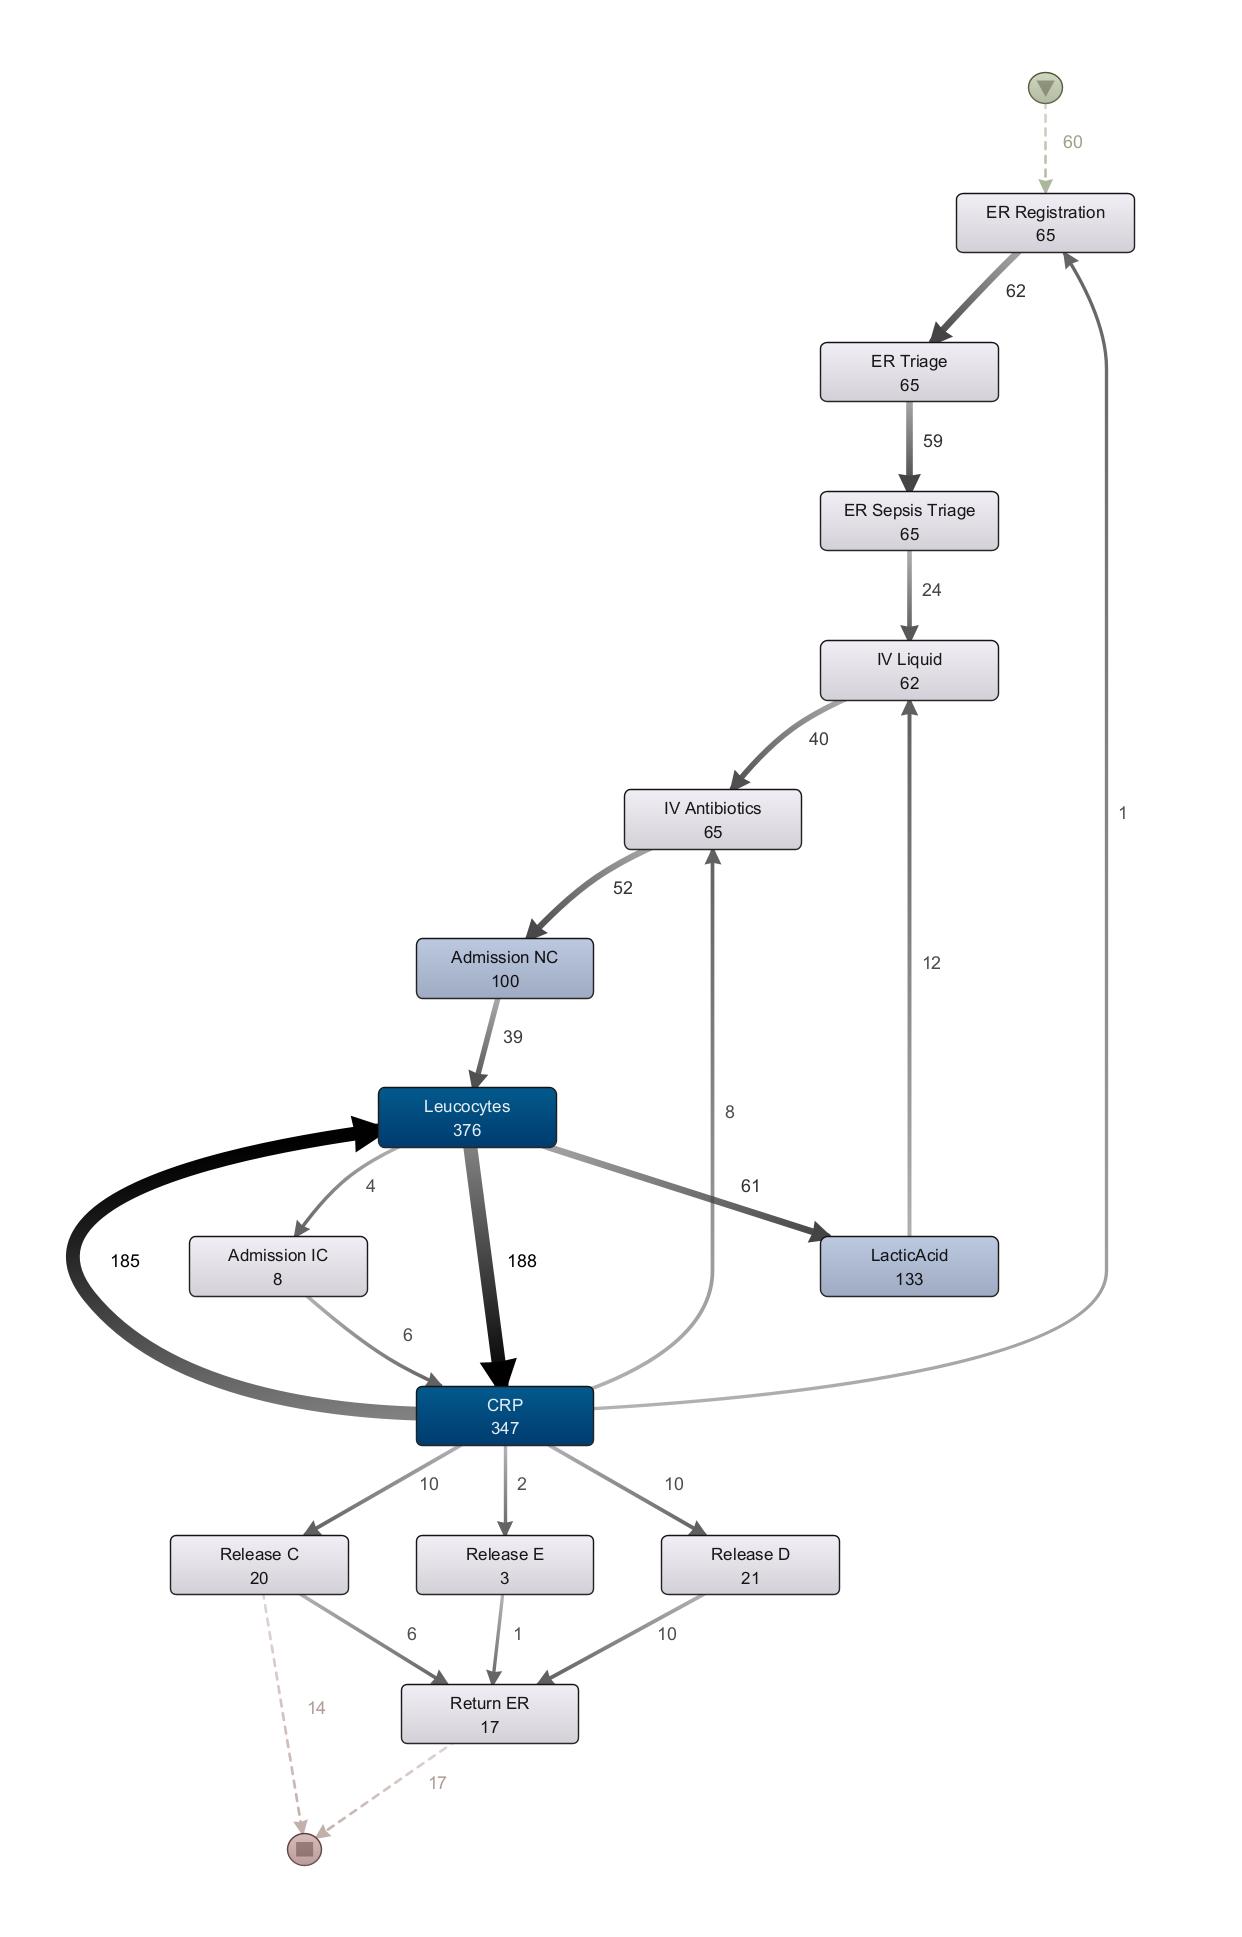 60
ER Registration
65
62
ER Triage
65
59
ER Sepsis Triage
65
24
IV Liquid
62
40
IV Antibiotics
65
1
52
Admission NC
100
12
39
Leucocytes
376
8
4
61
185
Admission IC
8
188
LacticAcid
133
6
CRP
347
10
2
10
Release C
20
Release E
3
Release D
21
6
1
10
Return ER
17
14
17